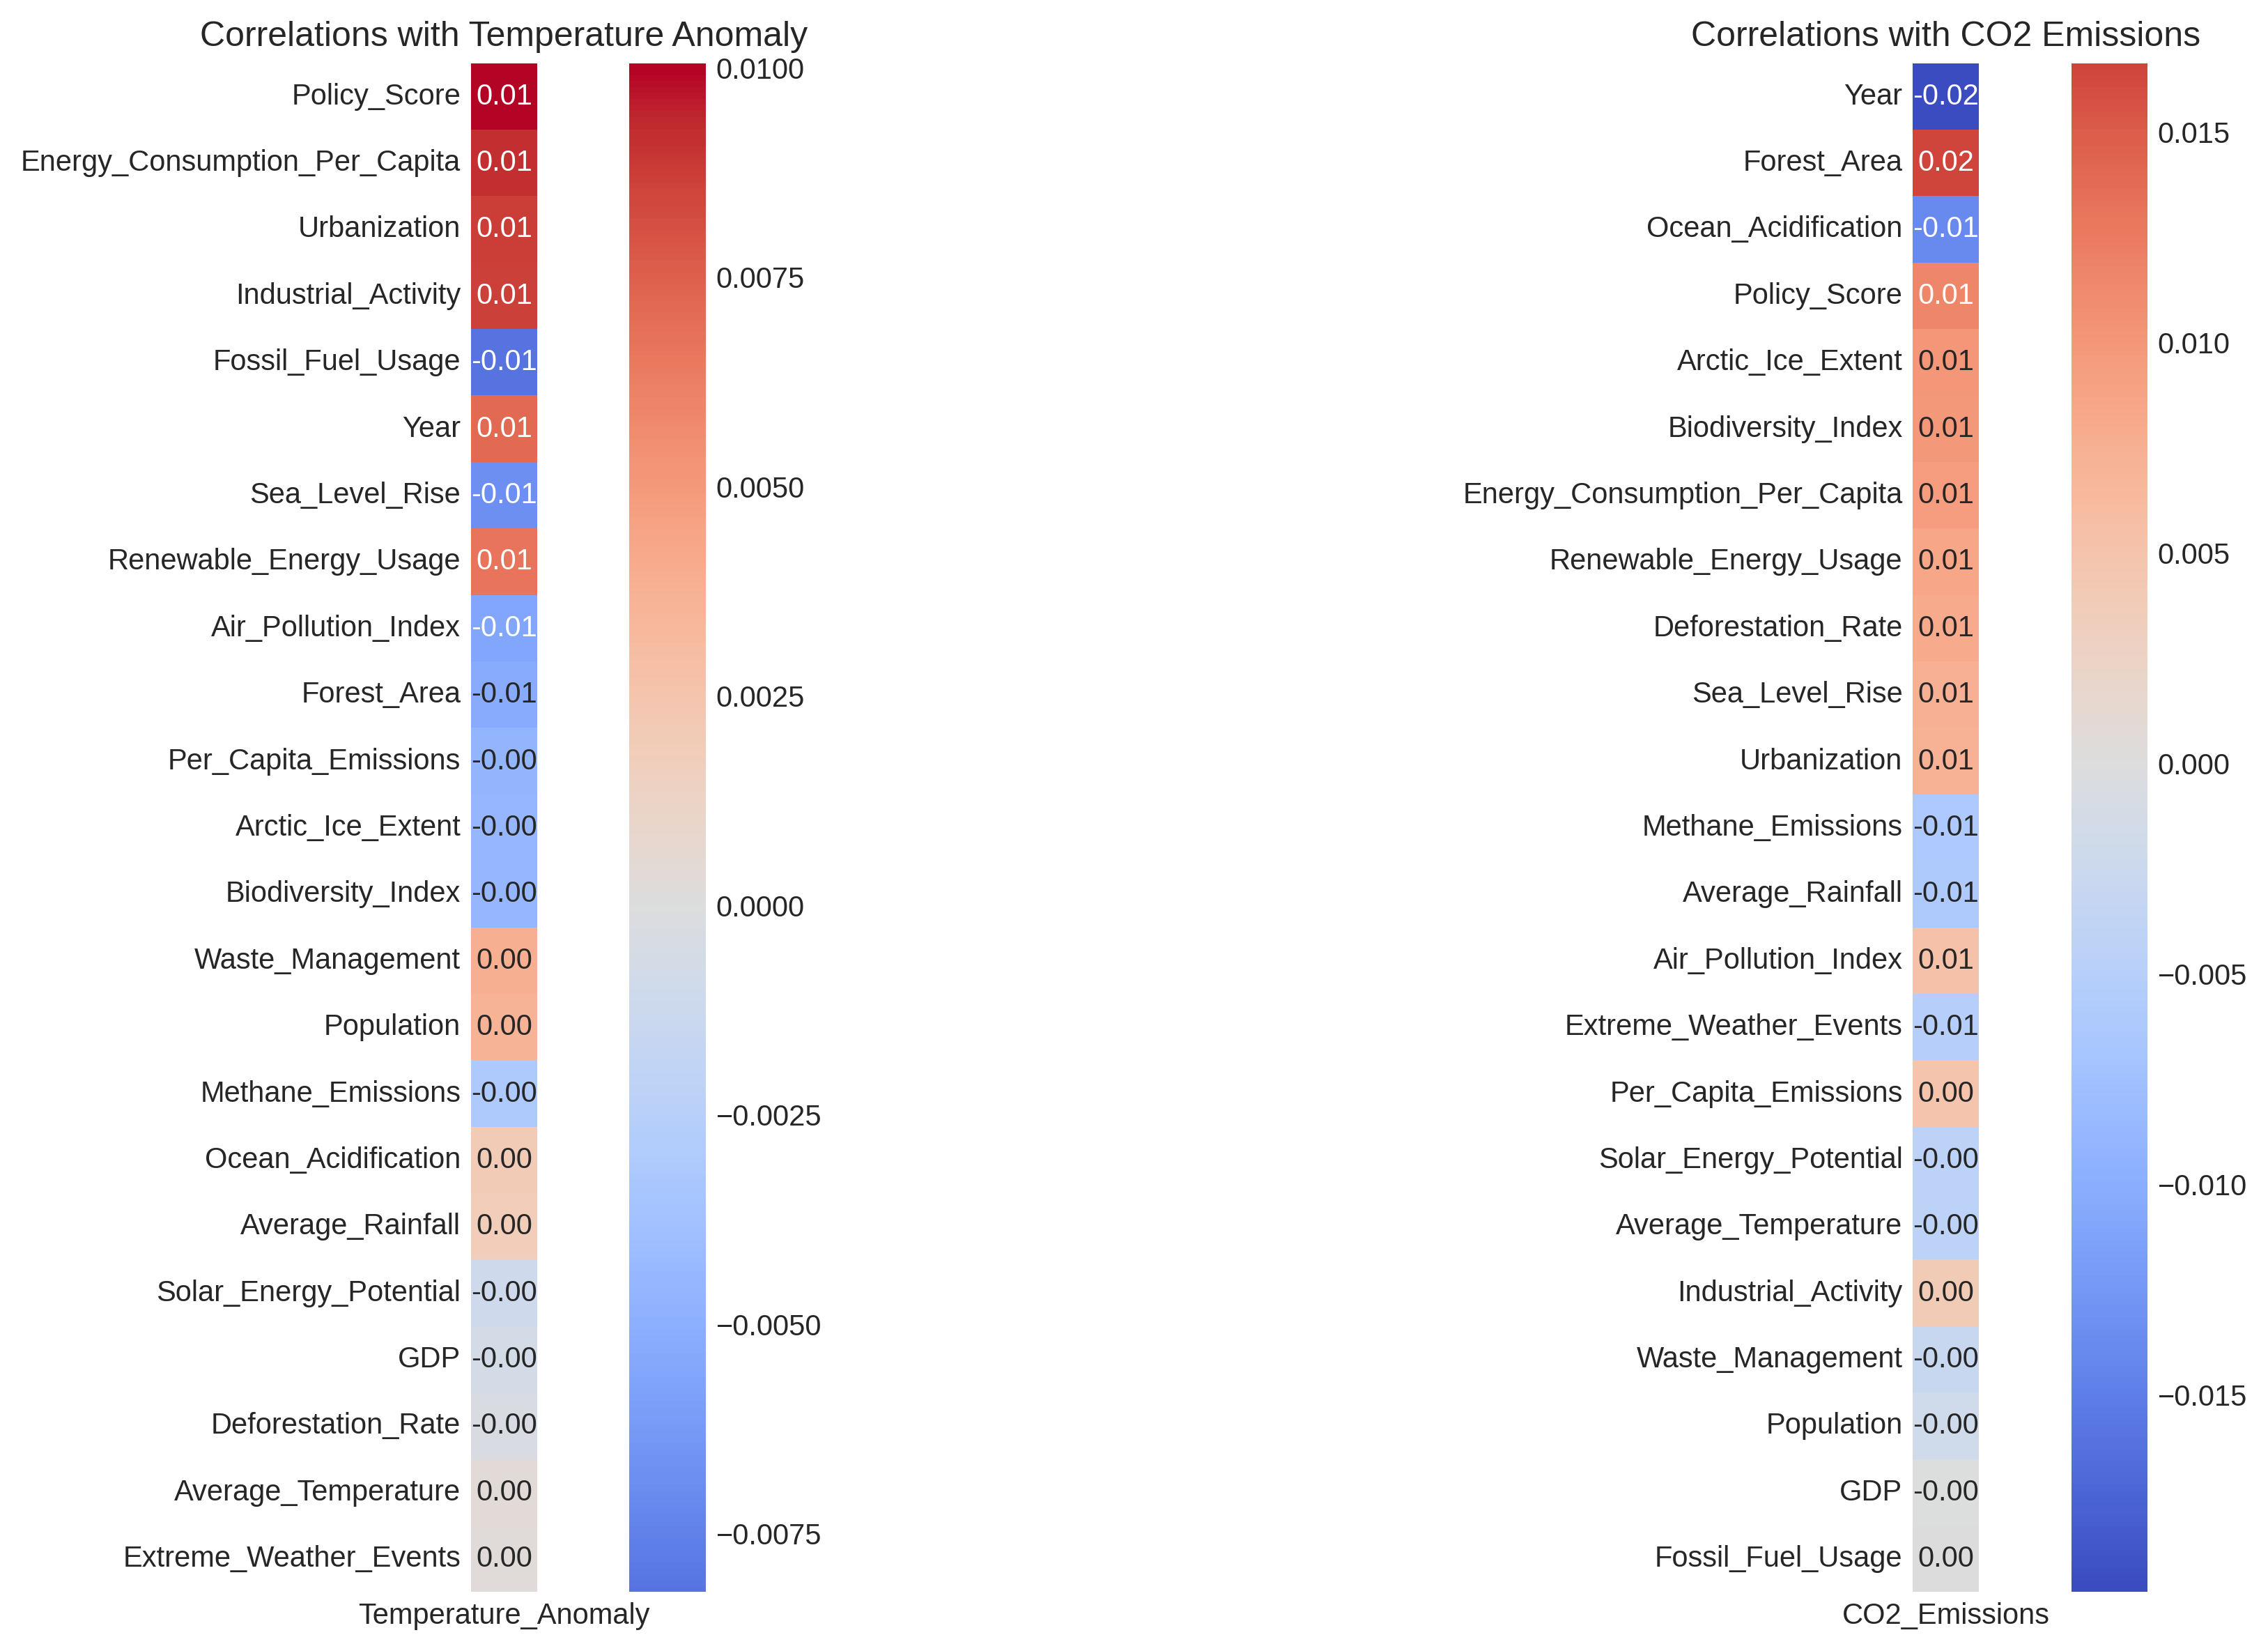 Correlations with Temperature Anomaly
Policy_Score 0.01
Energy_Consumption_Per_Capita 0.01
Urbanization 0.01
Industrial_Activity 0.01
Fossil_Fuel_Usage -0.01
Year 0.01
Sea_Level_Rise -0.01
Renewable_Energy_Usage 0.01
Air_Pollution_Index -0.01
Forest_Area -0.01
Per_Capita_Emissions -0.00
Arctic_Ice_Extent -0.00
Biodiversity_Index -0.00
Waste_Management 0.00
Population 0.00
Methane_Emissions -0.00
Ocean_Acidification 0.00
Average_Rainfall 0.00
Solar_Energy_Potential -0.00
GDP -0.00
Deforestation_Rate -0.00
Average_Temperature 0.00
Extreme_Weather_Events 0.00
Temperature_Anomaly
0.0100
0.0075
0.0050
0.0025
0.0000
−0.0025
−0.0050
−0.0075
Correlations with CO2 Emissions
Year -0.02
Forest_Area 0.02
Ocean_Acidification -0.01
Policy_Score 0.01
Arctic_Ice_Extent 0.01
Biodiversity_Index 0.01
Energy_Consumption_Per_Capita 0.01
Renewable_Energy_Usage 0.01
Deforestation_Rate 0.01
Sea_Level_Rise 0.01
Urbanization 0.01
Methane_Emissions -0.01
Average_Rainfall -0.01
Air_Pollution_Index 0.01
Extreme_Weather_Events -0.01
Per_Capita_Emissions 0.00
Solar_Energy_Potential -0.00
Average_Temperature -0.00
Industrial_Activity 0.00
Waste_Management -0.00
Population -0.00
GDP -0.00
Fossil_Fuel_Usage 0.00
CO2_Emissions
0.015
0.010
0.005
0.000
−0.005
−0.010
−0.015